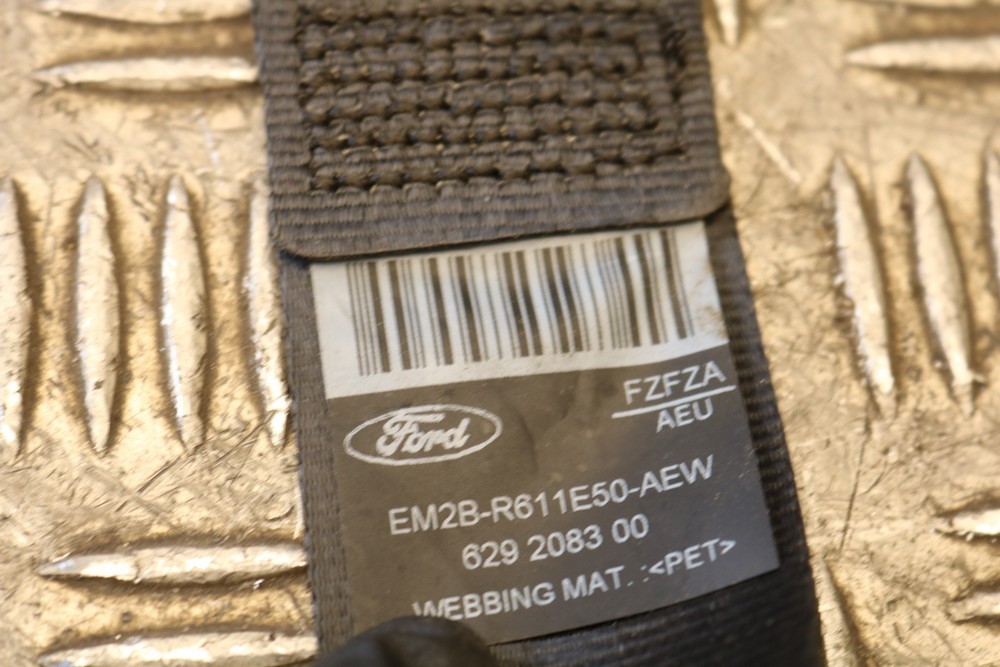 FZFZA
AEU
Ford
EM2B-R611E50-AEW
629 2083 00
WEBBING MAT. :<PET>